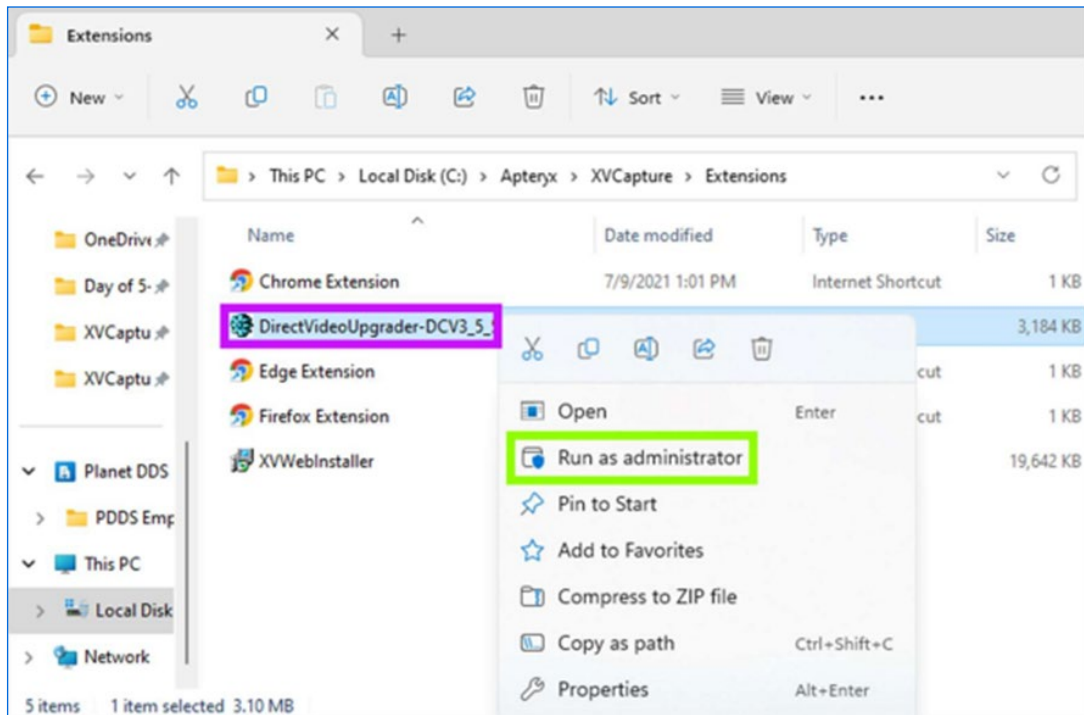 Extensions
New
Sort
View
This PC > Local Disk (C:) > Apteryx > XVCapture > Extensions
Name Date modified Type Size
OneDrive
Day of 5-
XVCaptu
XVCaptu
Planet DDS
PDDS Emp
This PC
Local Disk
Network
Chrome Extension 7/9/2021 1:01 PM Internet Shortcut 1 KB
DirectVideoUpgrader-DCV3_5_ 3,184 KB
Edge Extension cut 1 KB
Firefox Extension cut 1 KB
XVWebInstaller 19,642 KB
Open Enter
Run as administrator
Pin to Start
Add to Favorites
Compress to ZIP file
Copy as path Ctrl+Shift+C
Properties Alt+Enter
5 items 1 item selected 3.10 MB